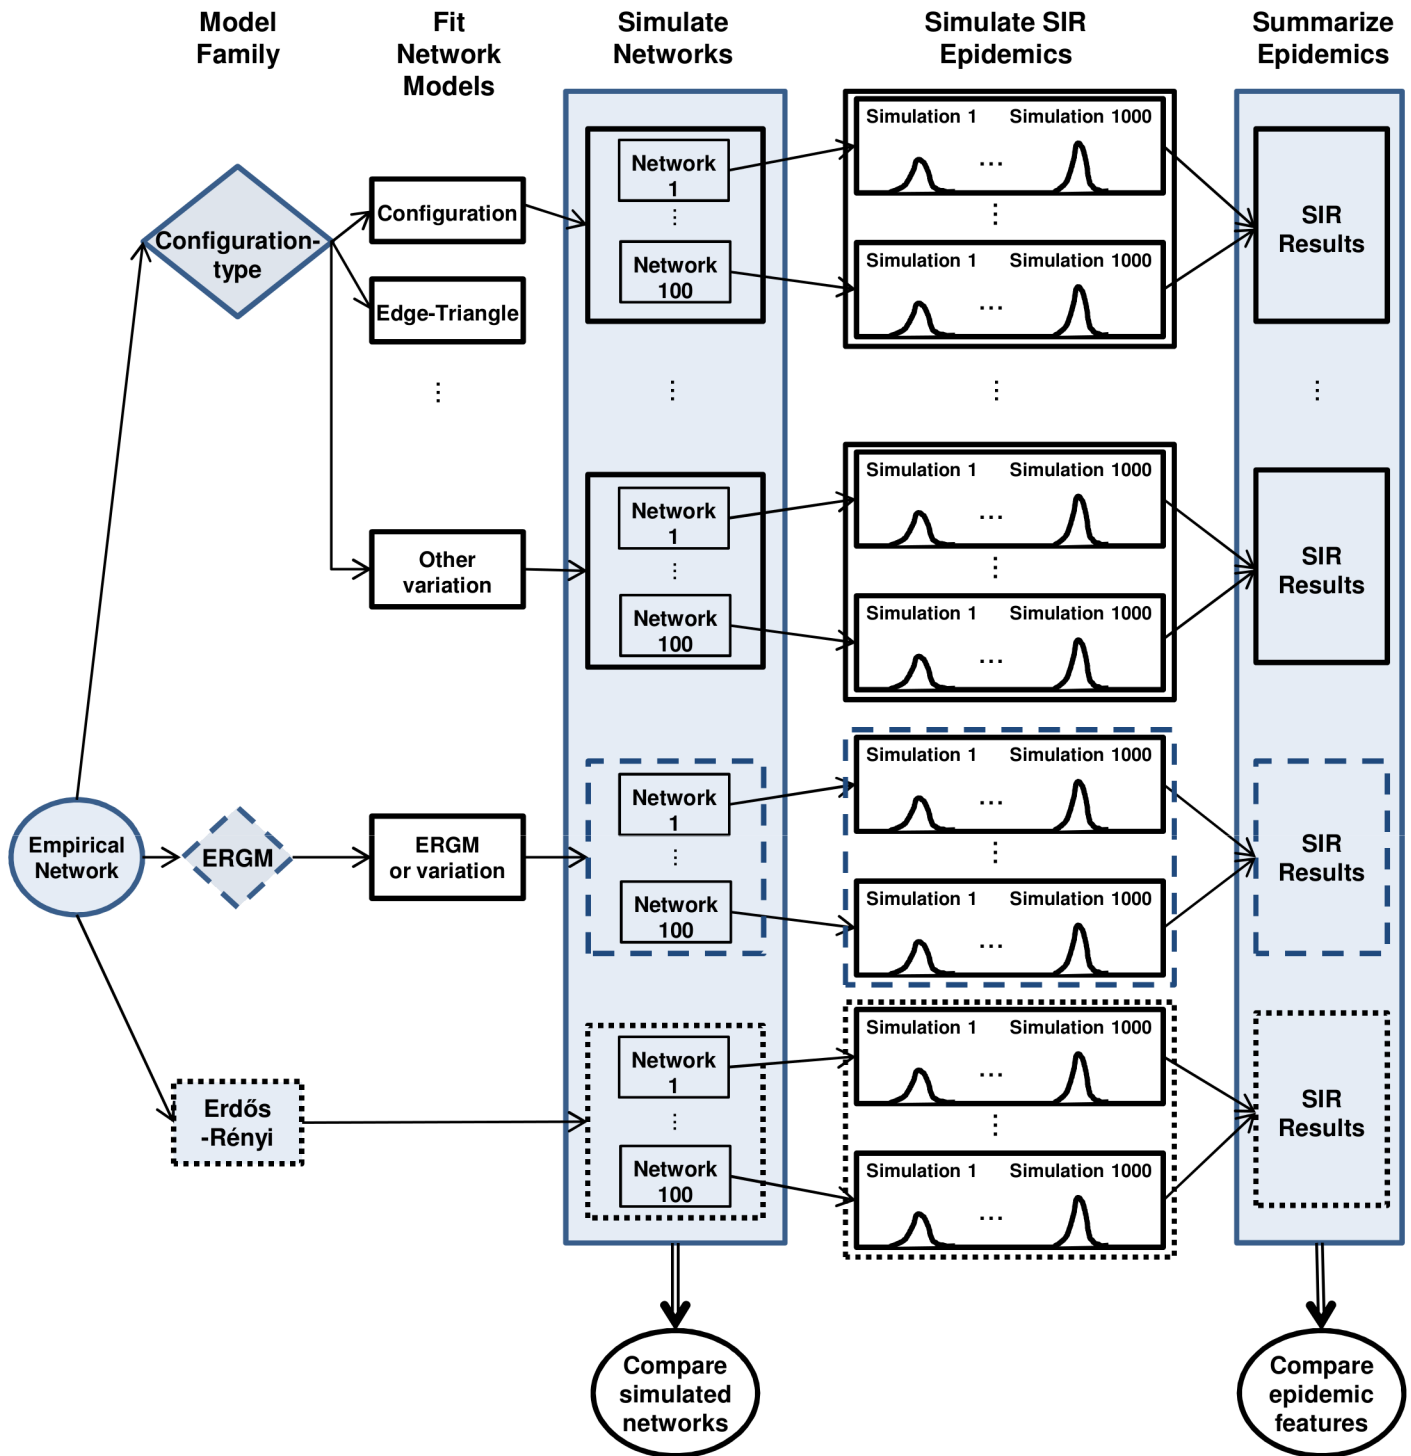 Model
Family
Fit
Network
Models
Simulate
Networks
Simulate SIR
Epidemics
Summarize
Epidemics
Configuration-
type
Configuration
Edge-Triangle
⋮
Other
variation
Network
1
⋮
Network
100
Simulation 1 Simulation 1000
...
⋮
Simulation 1 Simulation 1000
...
SIR
Results
⋮
⋮
⋮
Network
1
⋮
Network
100
Simulation 1 Simulation 1000
...
⋮
Simulation 1 Simulation 1000
...
SIR
Results
Empirical
Network
ERGM
ERGM
or variation
Network
1
⋮
Network
100
Simulation 1 Simulation 1000
...
⋮
Simulation 1 Simulation 1000
...
SIR
Results
Erdős
-Rényi
Network
1
⋮
Network
100
Simulation 1 Simulation 1000
...
⋮
Simulation 1 Simulation 1000
...
SIR
Results
Compare
simulated
networks
Compare
epidemic
features